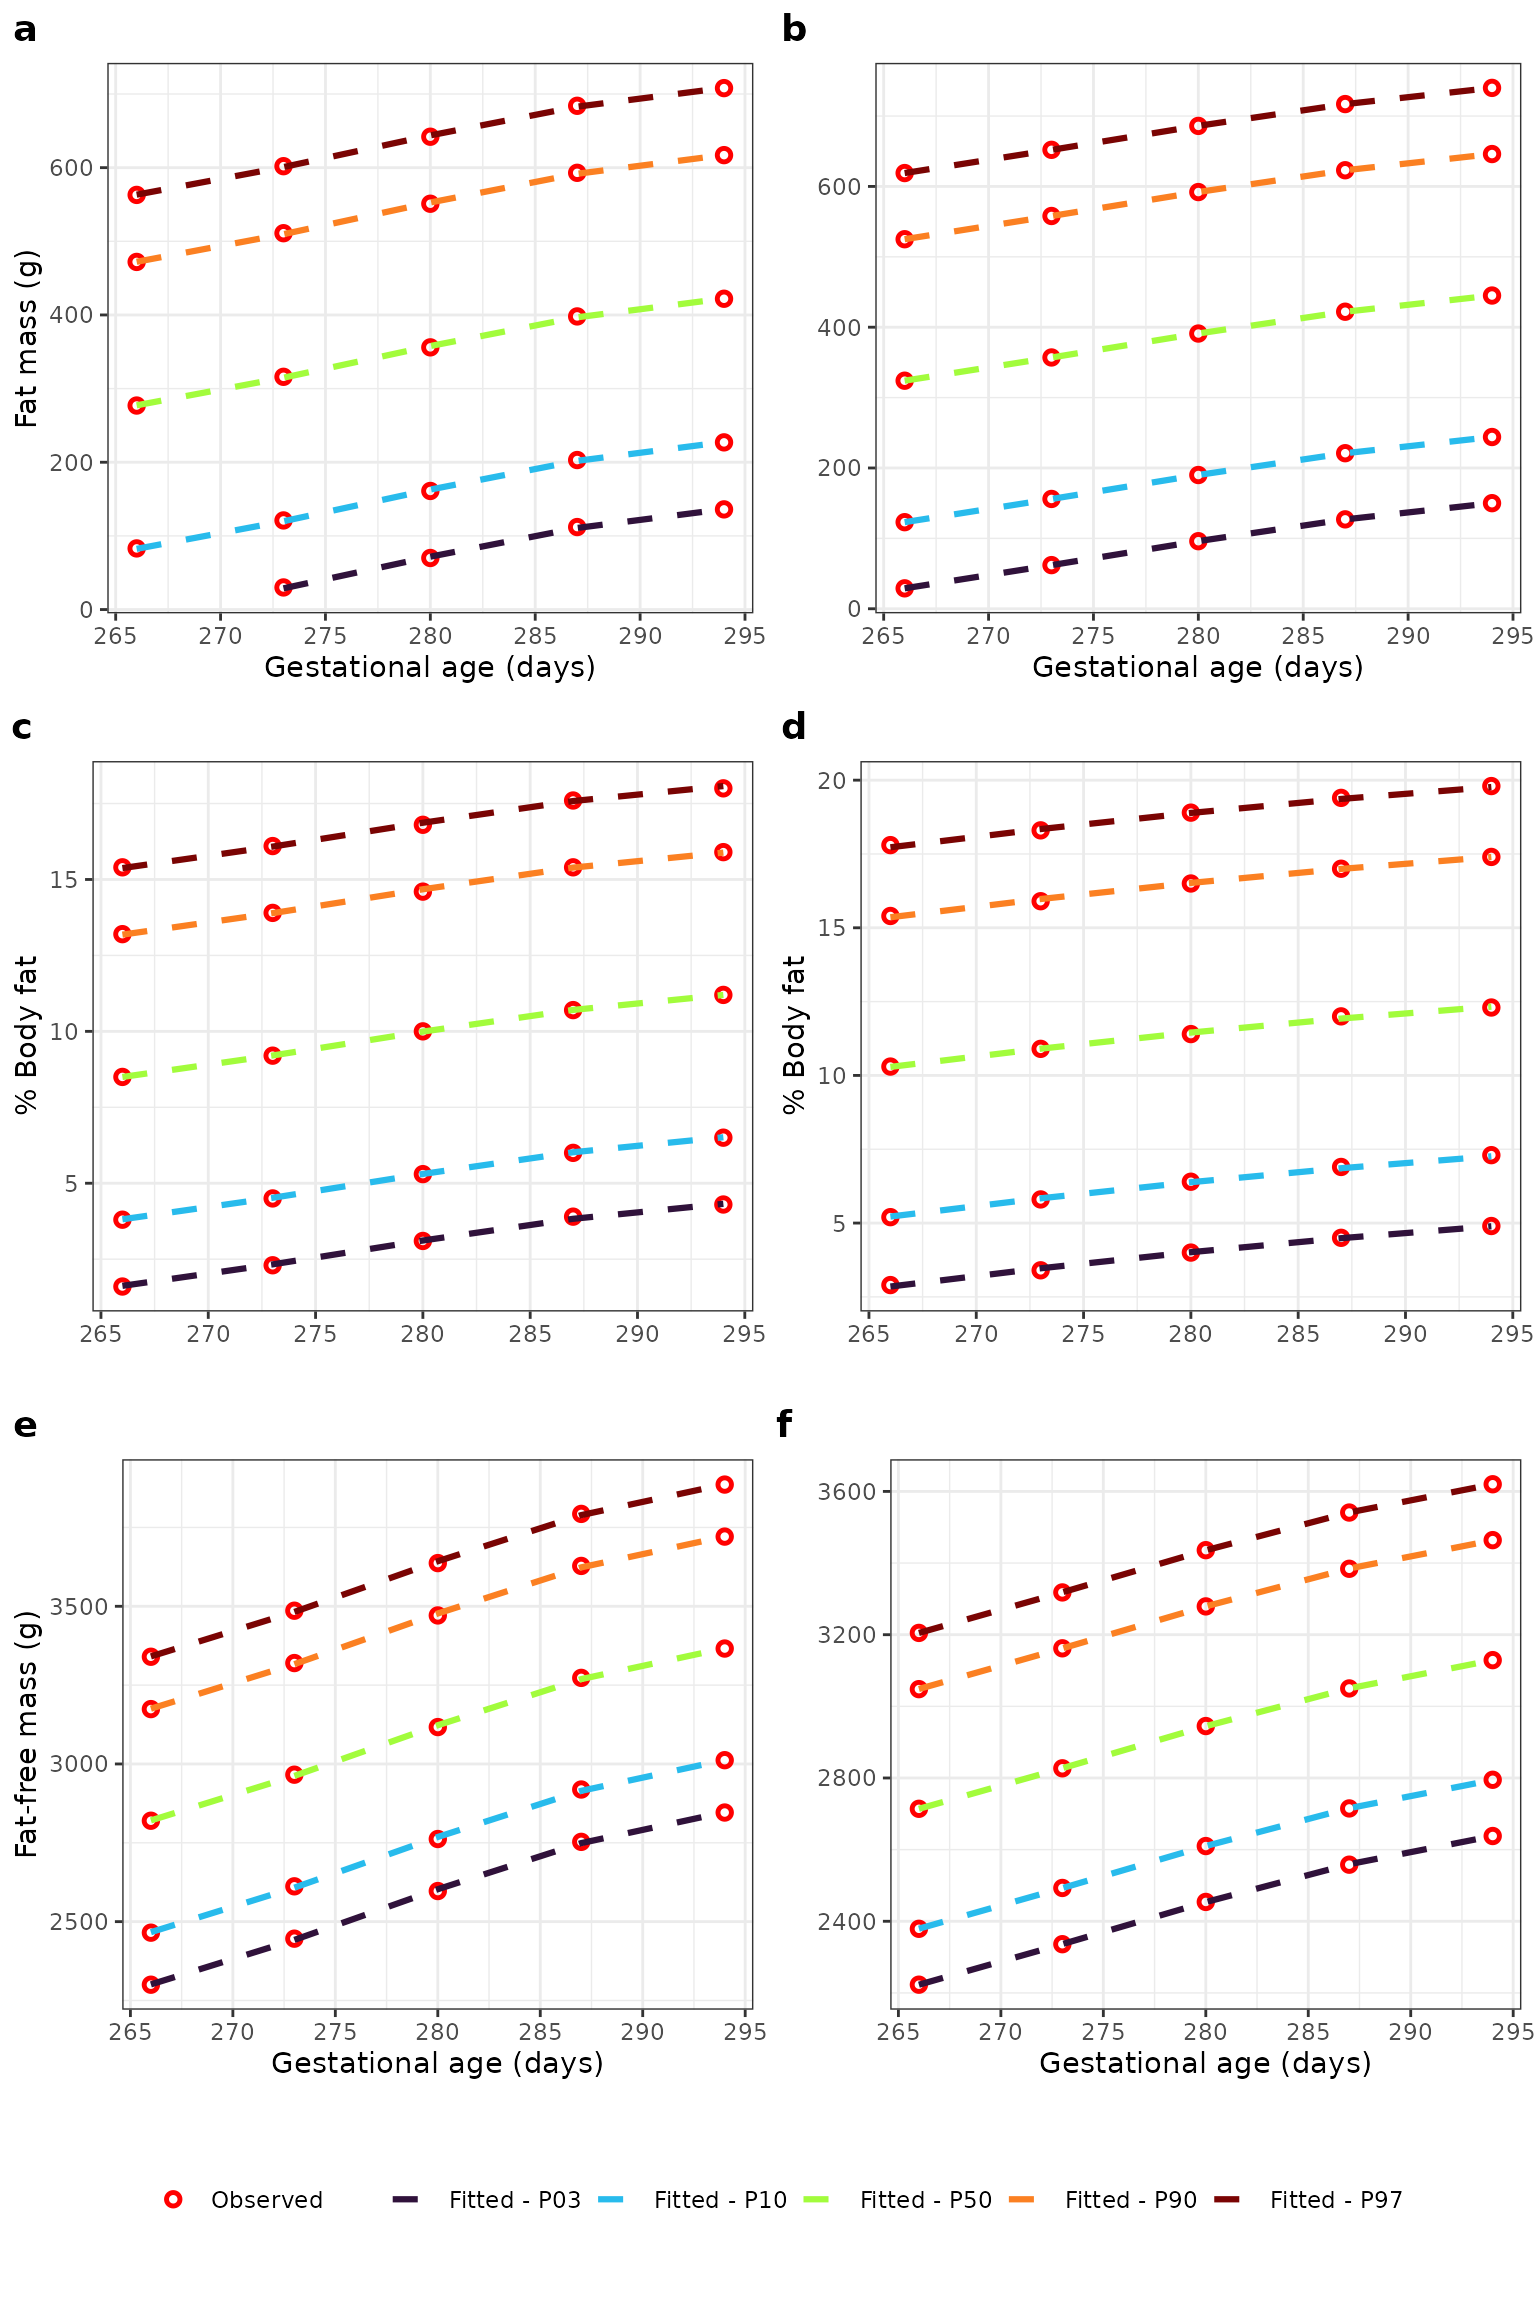 a b
Fat mass (g)
600
400
200
0
265 270 275 280 285 290 295
Gestational age (days)
600
400
200
0
265 270 275 280 285 290 295
Gestational age (days)
c d
% Body fat
15
10
5
265 270 275 280 285 290 295
% Body fat
20
15
10
5
265 270 275 280 285 290 295
e f
Fat-free mass (g)
3500
3000
2500
265 270 275 280 285 290 295
Gestational age (days)
3600
3200
2800
2400
265 270 275 280 285 290 295
Gestational age (days)
Observed Fitted - P03 Fitted - P10 Fitted - P50 Fitted - P90 Fitted - P97